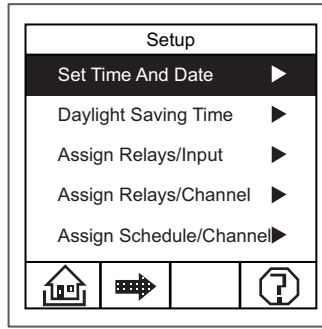 Setup
Set Time And Date
Daylight Saving Time
Assign Relays/Input
Assign Relays/Channel
Assign Schedule/Channel
?